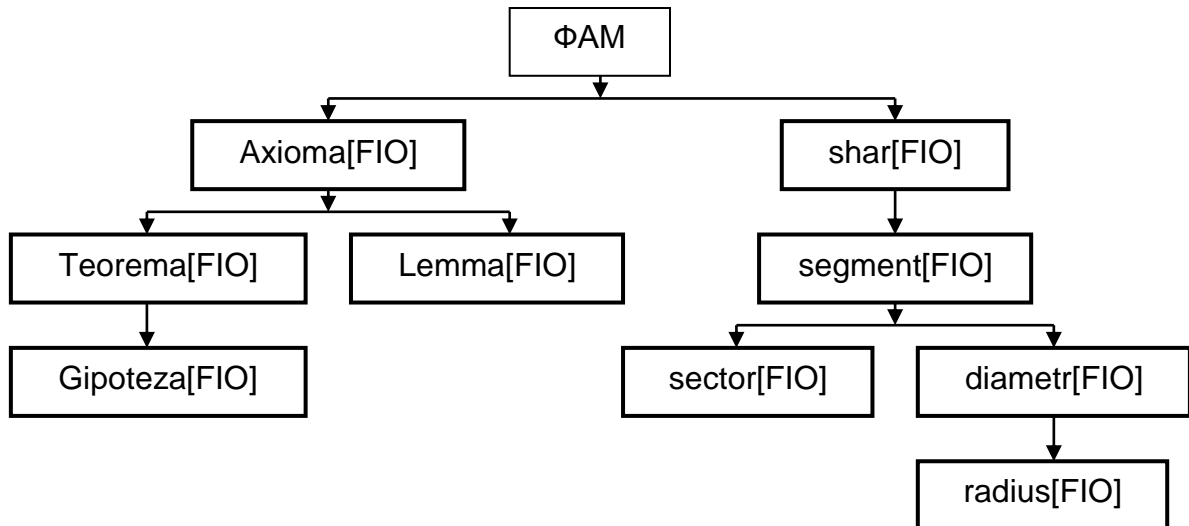 ФАМ
Axioma[FIO]
shar[FIO]
Teorema[FIO]
Lemma[FIO]
segment[FIO]
Gipoteza[FIO]
sector[FIO]
diametr[FIO]
radius[FIO]